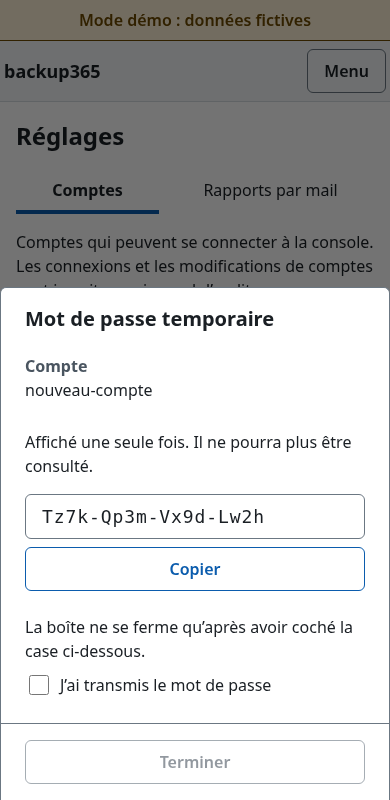 Mode démo : données fictives
backup365
Menu
Réglages
Comptes
Rapports par mail
Comptes qui peuvent se connecter à la console.
Les connexions et les modifications de comptes
Mot de passe temporaire
Compte
nouveau-compte
Affiché une seule fois. Il ne pourra plus être
consulté.
Tz7k-Qp3m-Vx9d-Lw2h
Copier
La boîte ne se ferme qu’après avoir coché la
case ci-dessous.
J’ai transmis le mot de passe
Terminer